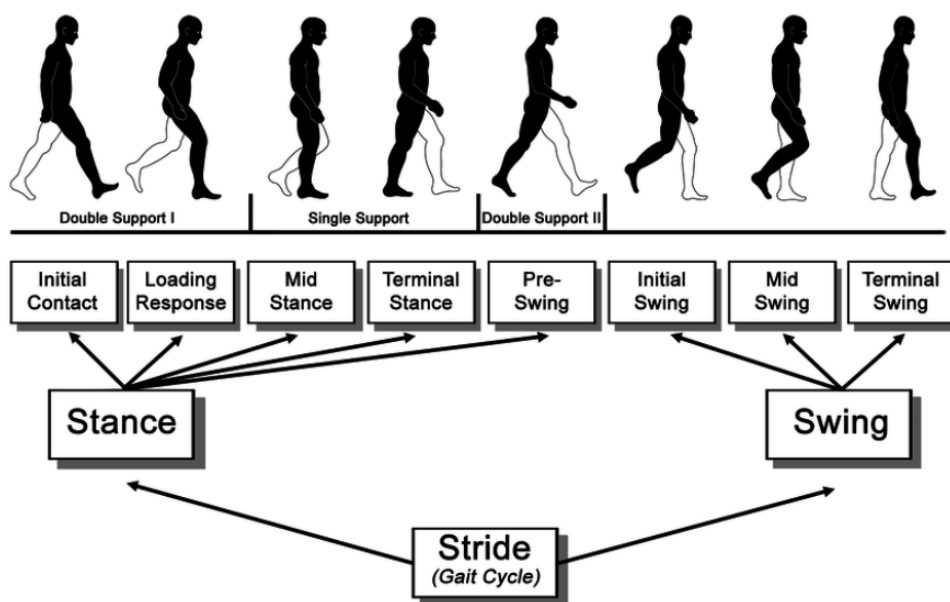 Double Support I
Single Support
Double Support II
Initial
Contact
Loading
Response
Mid
Stance
Terminal
Stance
Pre-
Swing
Initial
Swing
Mid
Swing
Terminal
Swing
Stance
Swing
Stride
(Gait Cycle)